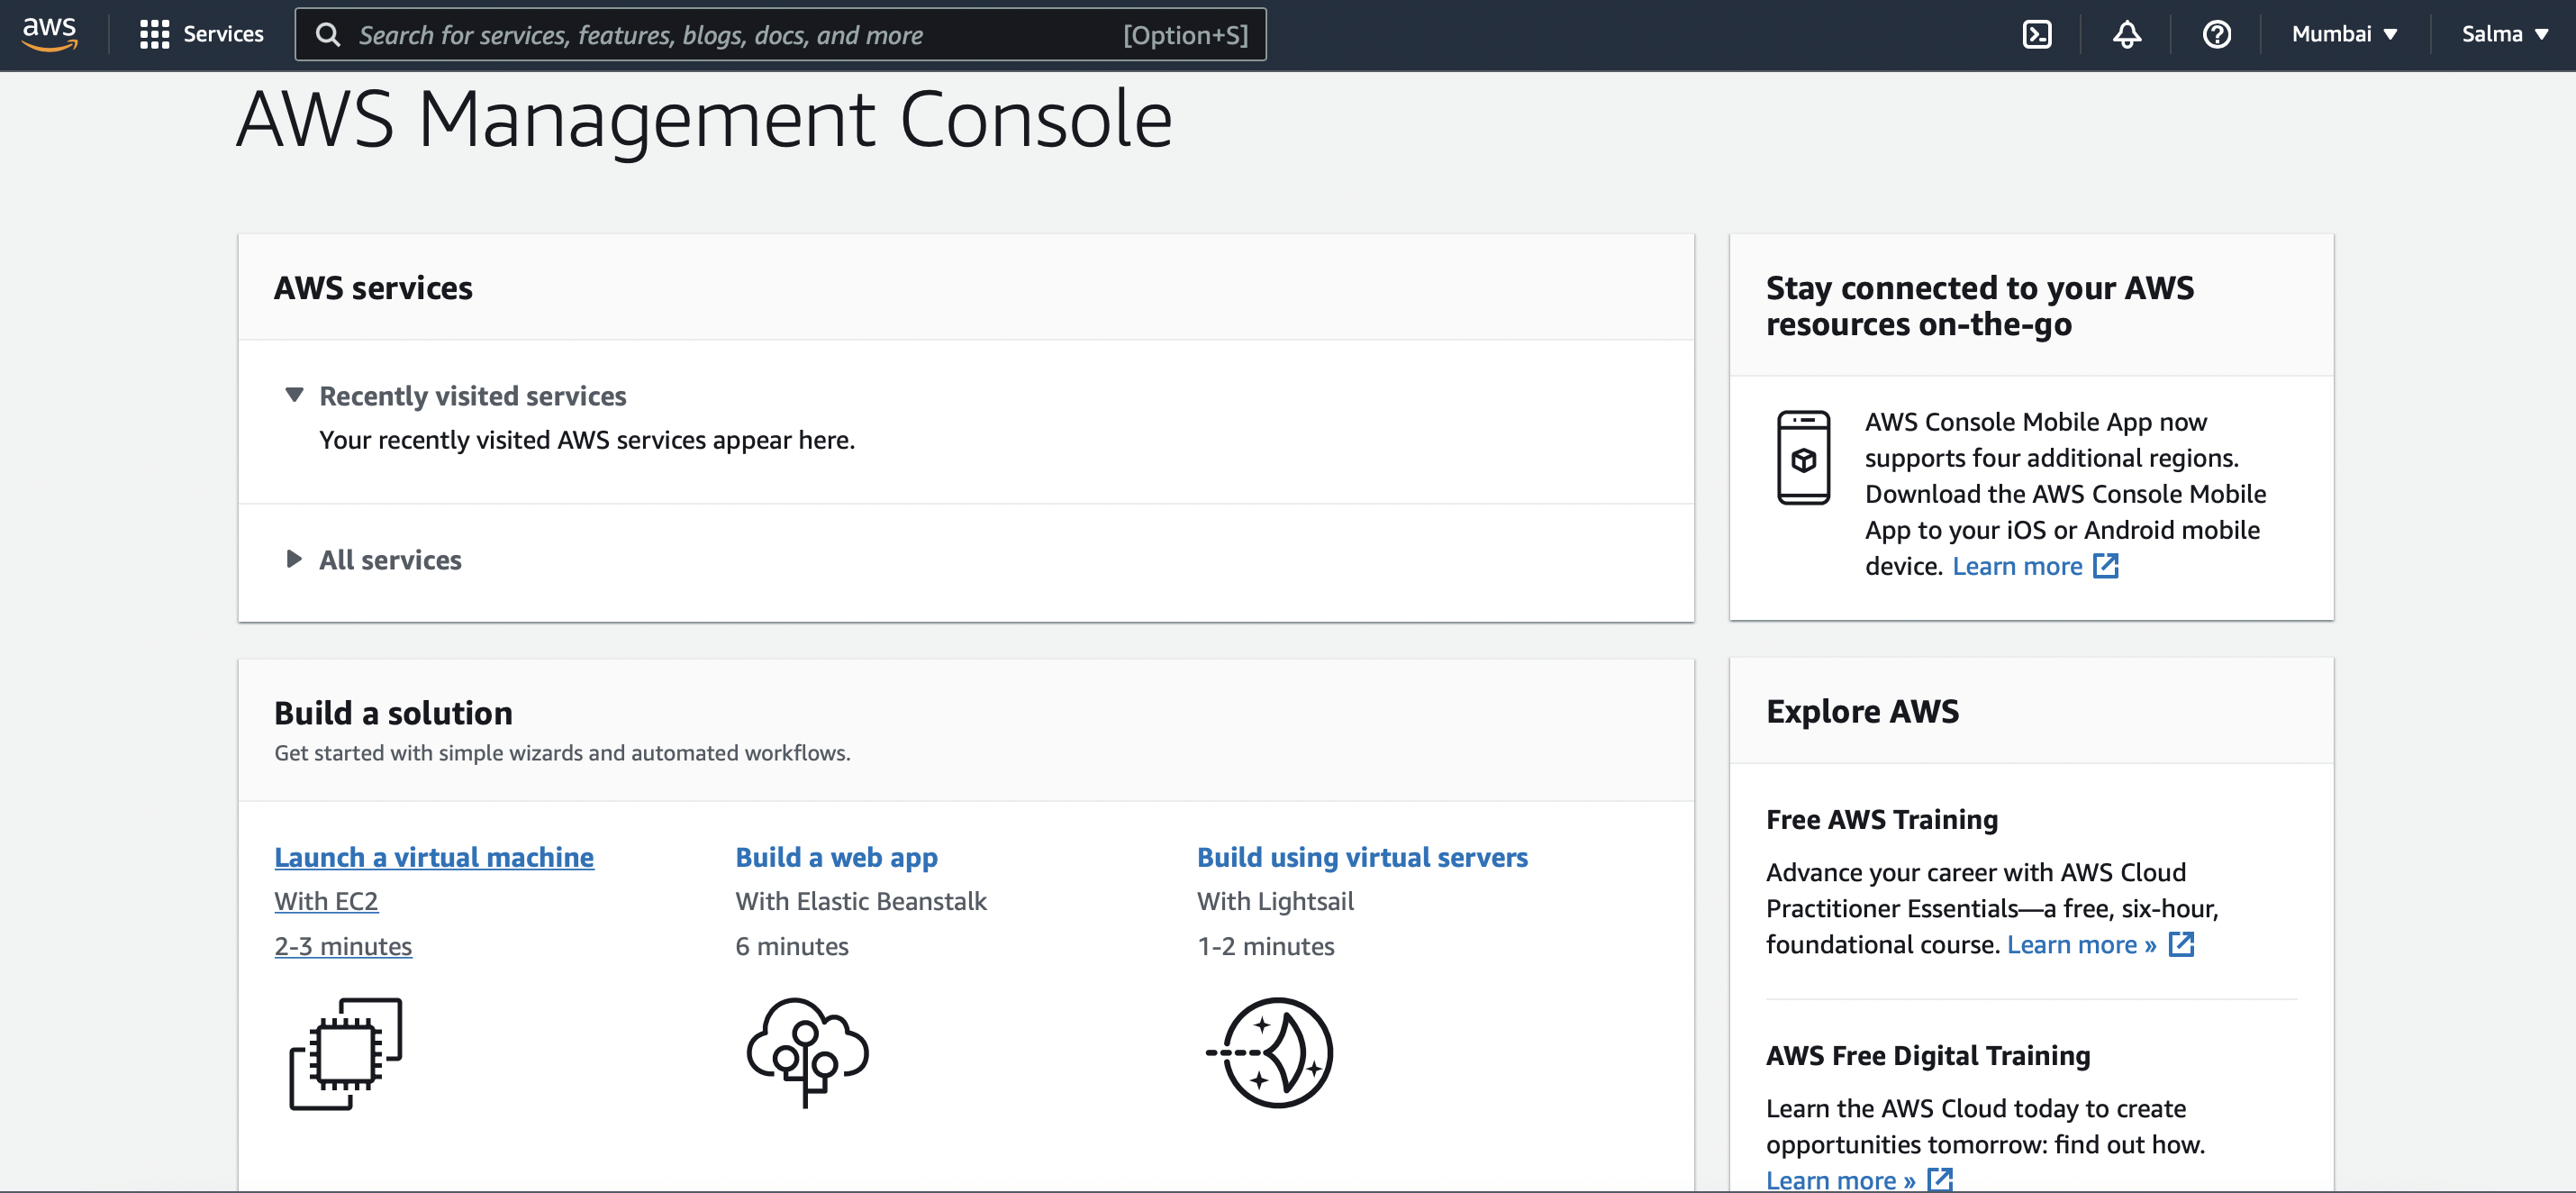 aws
Services
Search for services, features, blogs, docs, and more
[Option+S]
Mumbai
Salma
AWS Management Console
AWS services
Recently visited services
Your recently visited AWS services appear here.
All services
Build a solution
Get started with simple wizards and automated workflows.
Launch a virtual machine
With EC2
2-3 minutes
Build a web app
With Elastic Beanstalk
6 minutes
Build using virtual servers
With Lightsail
1-2 minutes
Stay connected to your AWS
resources on-the-go
AWS Console Mobile App now
supports four additional regions.
Download the AWS Console Mobile
App to your iOS or Android mobile
device. Learn more
Explore AWS
Free AWS Training
Advance your career with AWS Cloud
Practitioner Essentials—a free, six-hour,
foundational course. Learn more »
AWS Free Digital Training
Learn the AWS Cloud today to create
opportunities tomorrow: find out how.
Learn more »